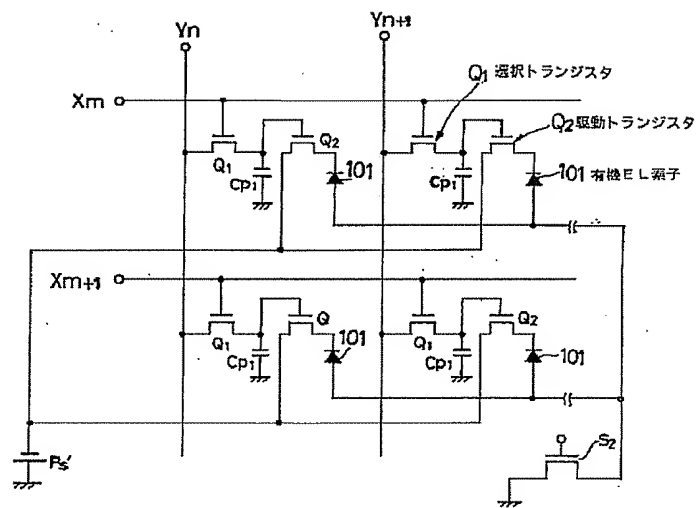 Yn
Yn+1
Q1 選択トランジスタ
Xm
Q2 駆動トランジスタ
Q1
Q2
Cp1
101
Cp1
101 有機EL素子
Xm+1
Q1
Q
Cp1
101
Q1
Q2
Cp1
101
Ps'
S2